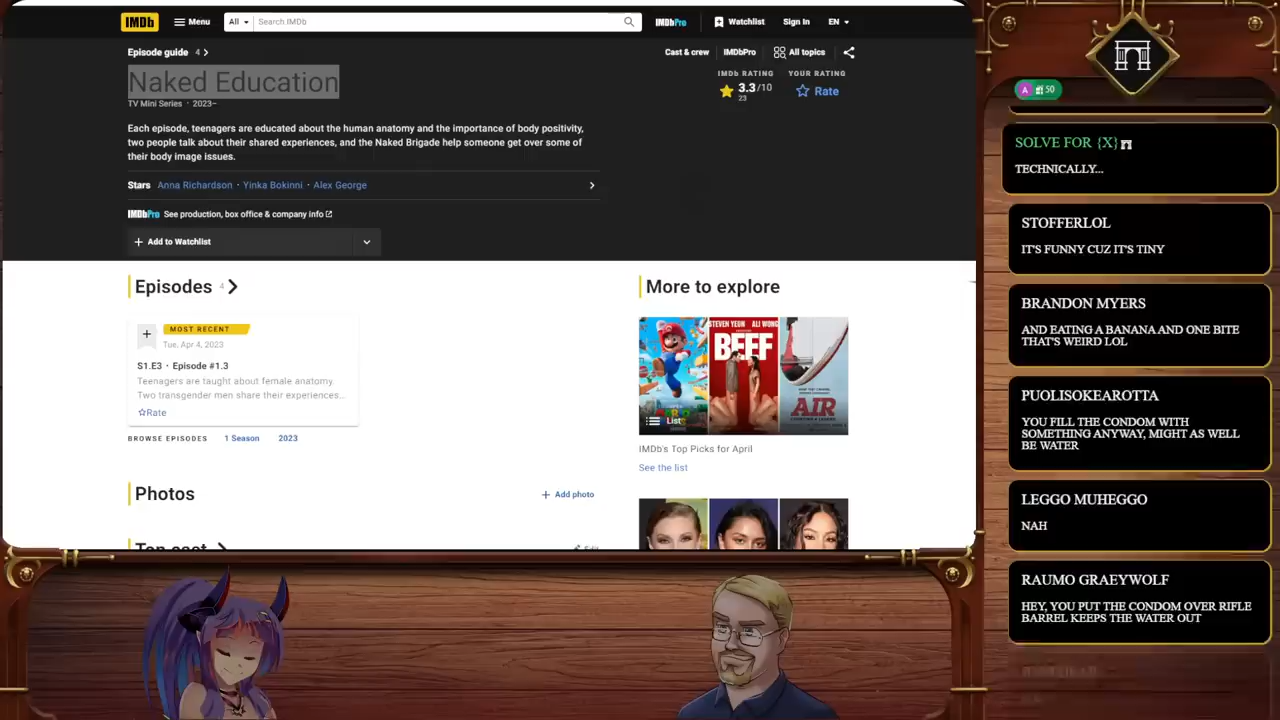 IMDb
Menu
All
Search IMDb
IMDbPro
Watchlist
Sign In
EN
Episode guide 4
Cast & crew
IMDbPro
All topics
Naked Education
TV Mini Series · 2023–
IMDb RATING
3.3/10
23
YOUR RATING
Rate
Each episode, teenagers are educated about the human anatomy and the importance of body positivity,
two people talk about their shared experiences, and the Naked Brigade help someone get over some of
their body image issues.
Stars Anna Richardson · Yinka Bokinni · Alex George
IMDbPro See production, box office & company info
Add to Watchlist
Episodes 4
MOST RECENT
Tue, Apr 4, 2023
S1.E3 · Episode #1.3
Teenagers are taught about female anatomy.
Two transgender men share their experiences...
Rate
BROWSE EPISODES 1 Season 2023
Photos
Add photo
Top cast
Edit
More to explore
STEVEN YEUN ALI WONG
BEEF
AIR
List
IMDb's Top Picks for April
See the list
A 50
SOLVE FOR {X}
TECHNICALLY...
STOFFERLOL
IT'S FUNNY CUZ IT'S TINY
BRANDON MYERS
AND EATING A BANANA AND ONE BITE
THAT'S WEIRD LOL
PUOLISOKEAROTTA
YOU FILL THE CONDOM WITH
SOMETHING ANYWAY, MIGHT AS WELL
BE WATER
LEGGO MUHEGGO
NAH
RAUMO GRAEYWOLF
HEY, YOU PUT THE CONDOM OVER RIFLE
BARREL KEEPS THE WATER OUT